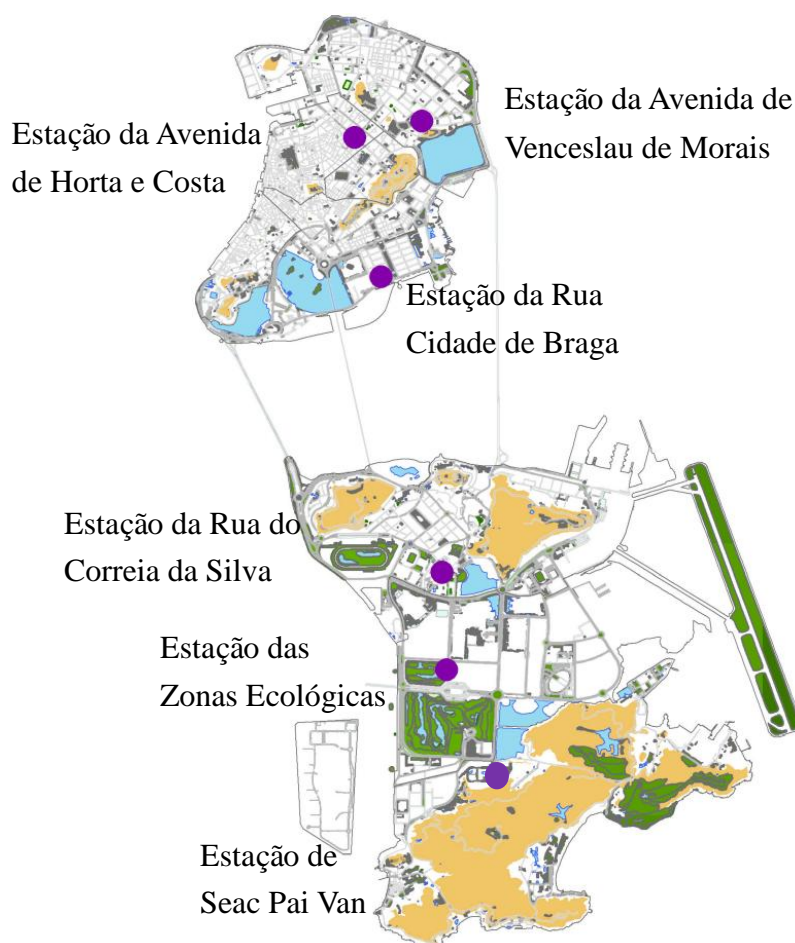 Estação da Avenida de
Venceslau de Morais
Estação da Avenida
de Horta e Costa
Estação da Rua
Cidade de Braga
Estação da Rua do
Correia da Silva
Estação das
Zonas Ecológicas
Estação de
Seac Pai Van